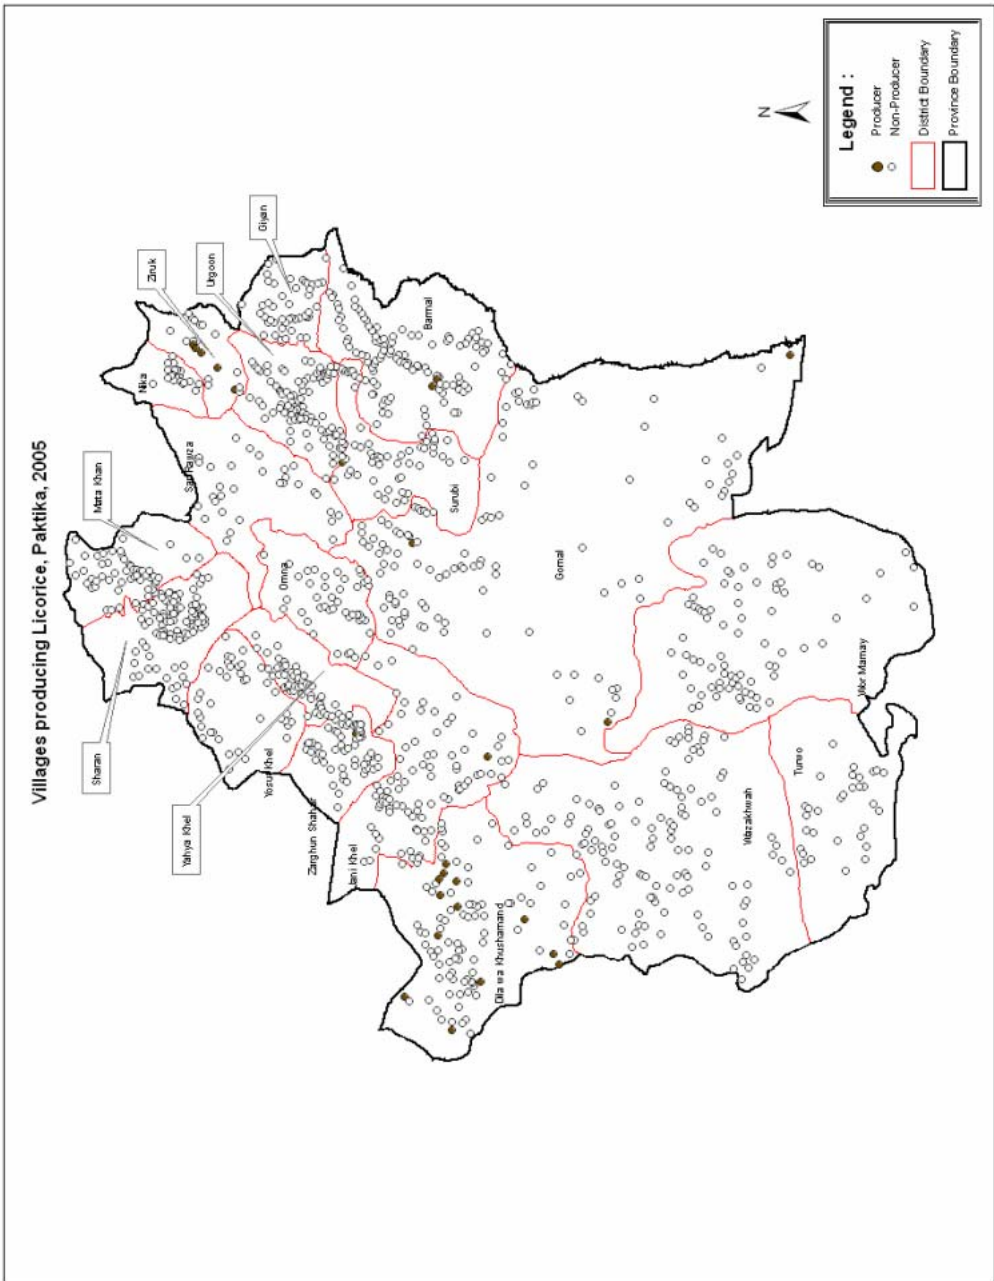 Villages producing Licorice, Paktika, 2005
Sharan
Mata Khan
Nika
Ziruk
Urgoon
Giyan
Yahya Khel
Yosuf Khel
Zarghun Shahr
Jani Khel
Omna
Surubi
Barmal
Gomal
Dila wa Khushamand
Wazakhwah
Wor Mamay
Turwo
N
Legend :
Producer
Non-Producer
District Boundary
Province Boundary